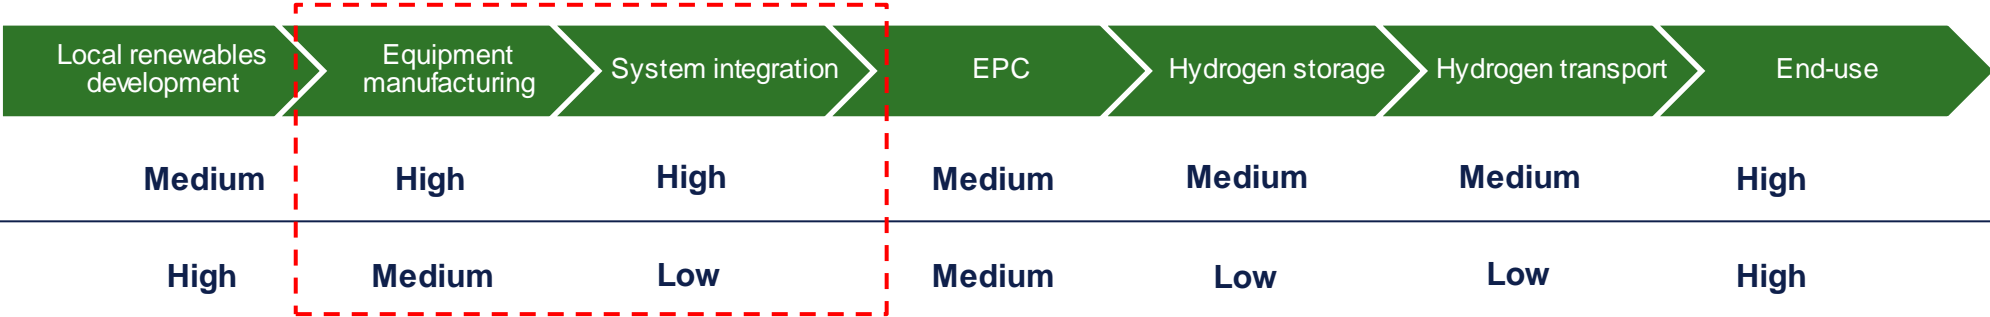 Local renewables
development
Equipment
manufacturing
System integration
EPC
Hydrogen storage
Hydrogen transport
End-use
Medium
High
High
Medium
Medium
Medium
High
High
Medium
Low
Medium
Low
Low
High